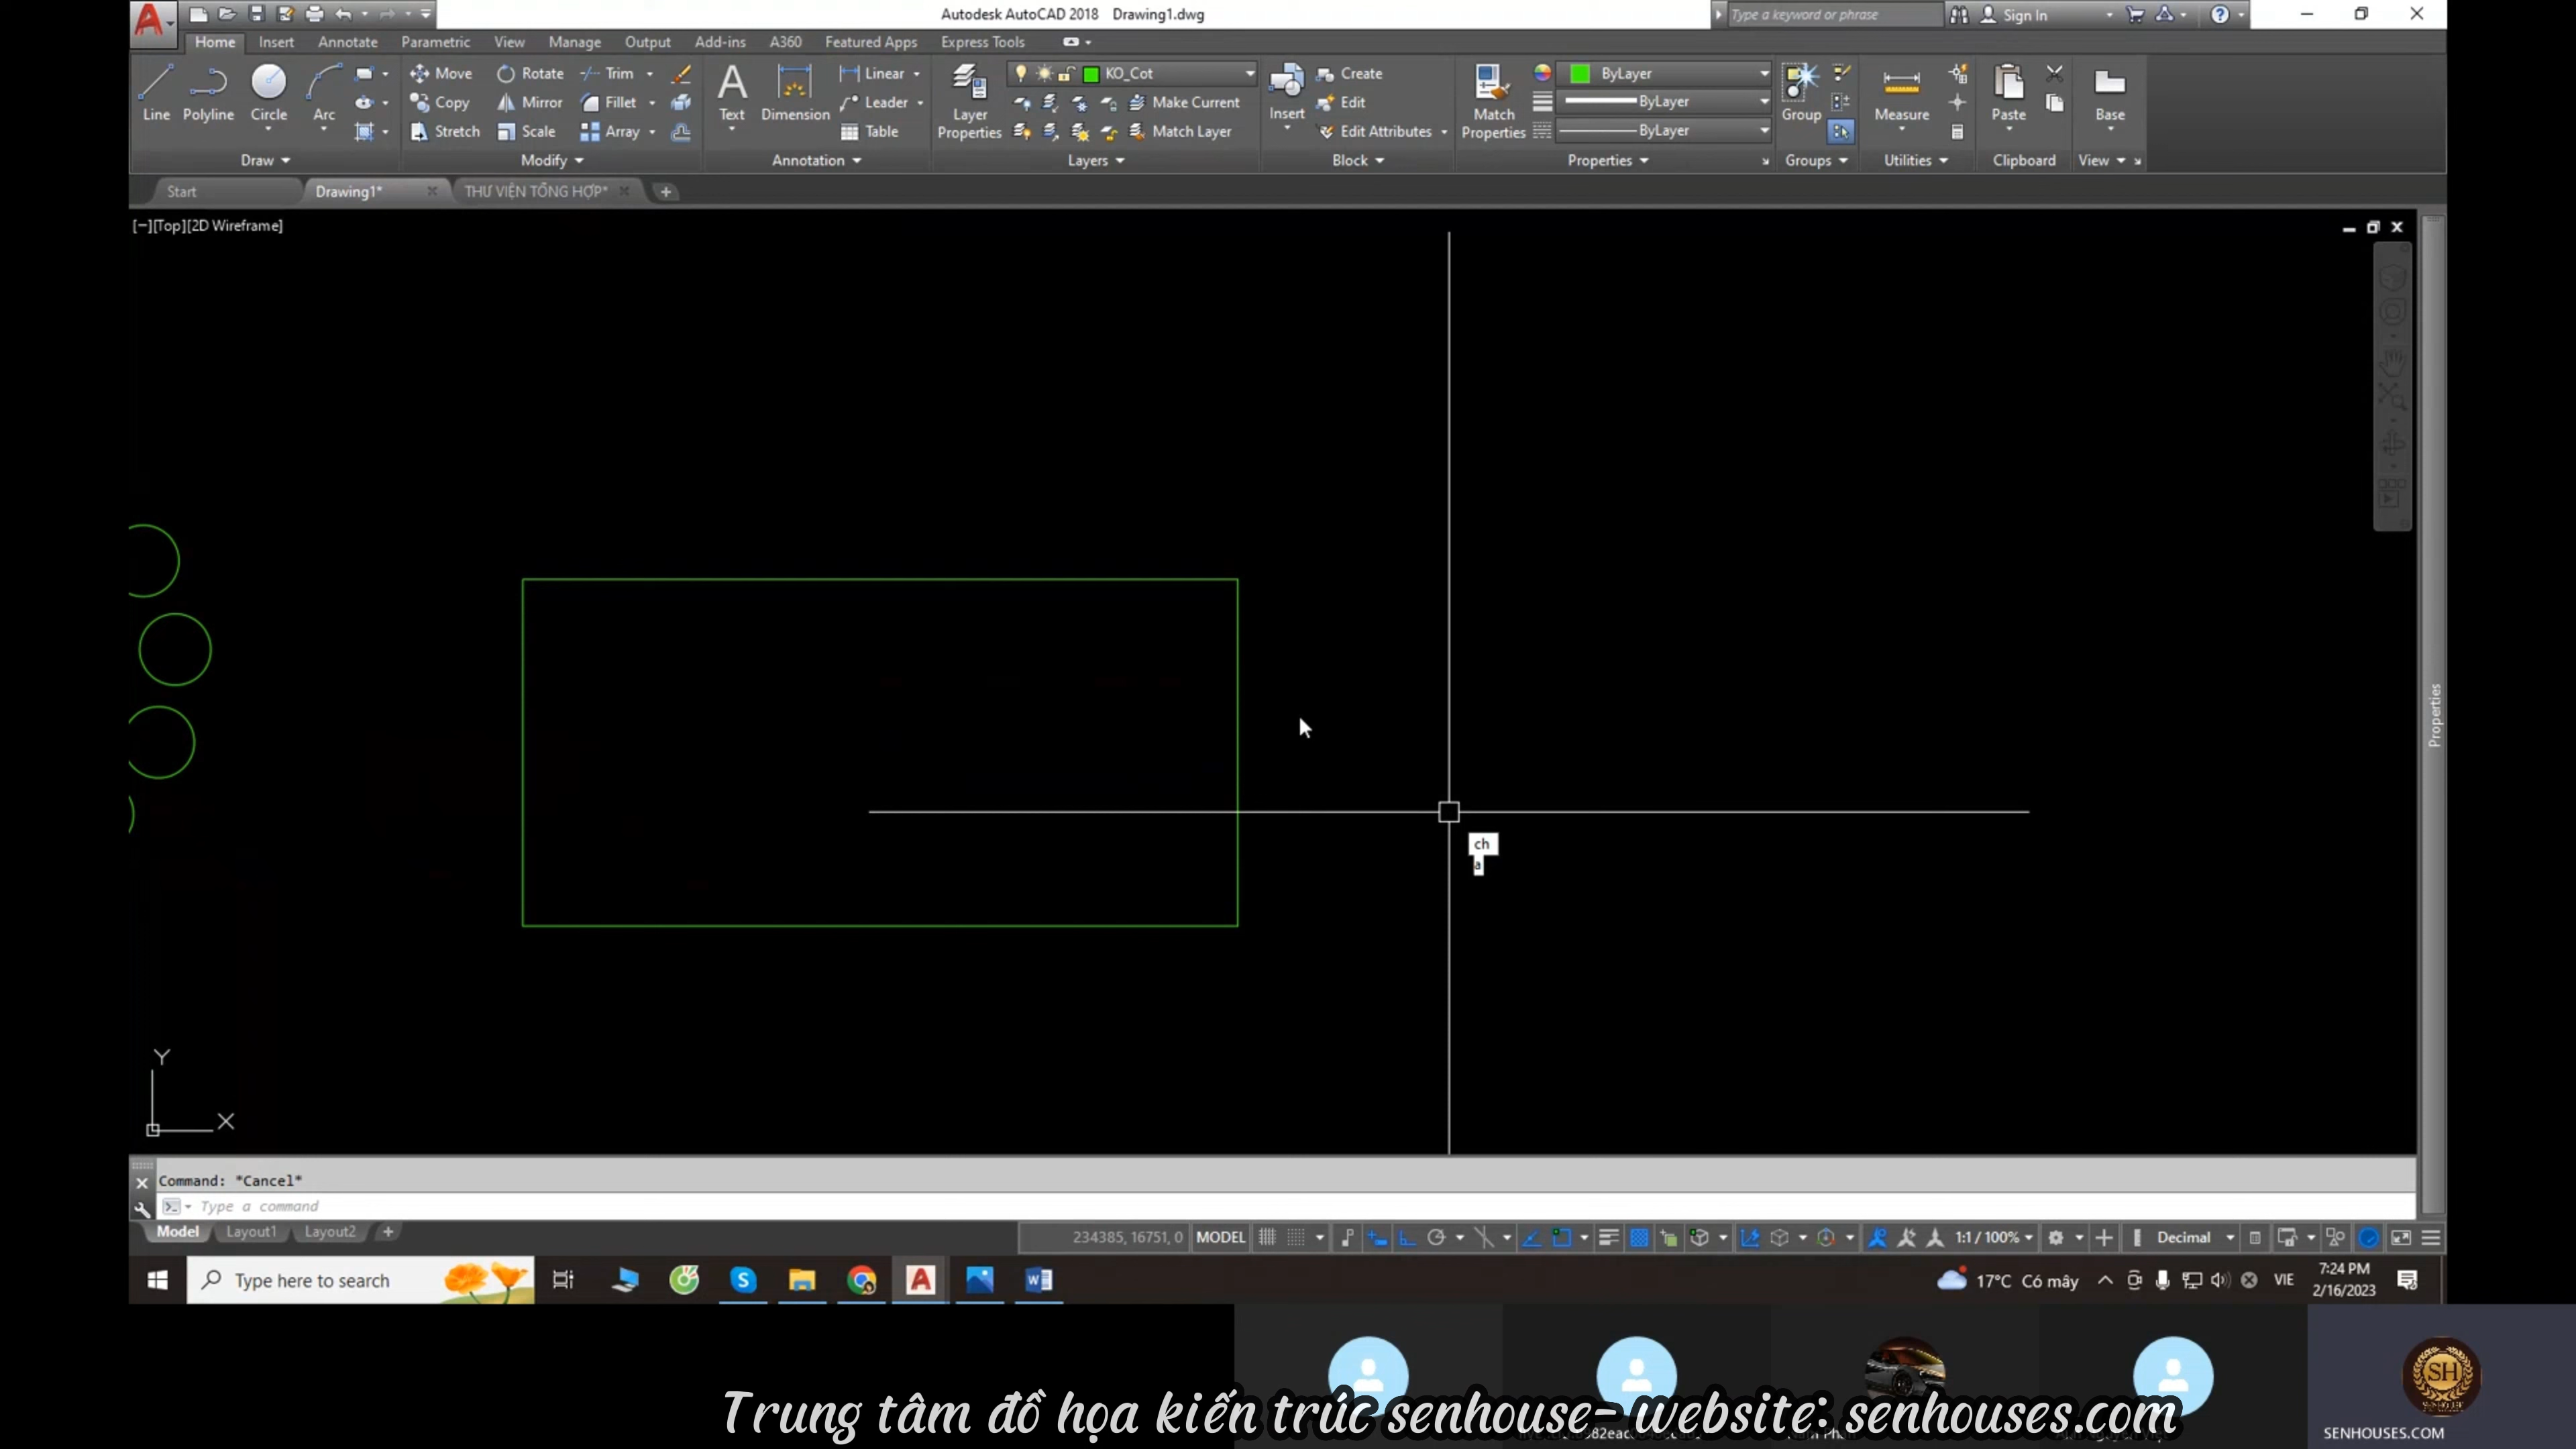 Autodesk AutoCAD 2018 Drawing1.dwg
Type a keyword or phrase
Sign In
Home Insert Annotate Parametric View Manage Output Add-ins A360 Featured Apps Express Tools
Line Polyline Circle Arc
Move Rotate Trim
Copy Mirror Fillet
Stretch Scale Array
Text Dimension
Linear
Leader
Table
Layer Properties
KO_Cot
Make Current
Match Layer
Insert
Create
Edit
Edit Attributes
Match Properties
ByLayer
ByLayer
ByLayer
Group
Measure
Paste
Base
Draw Modify Annotation Layers Block Properties Groups Utilities Clipboard View
Start Drawing1* THƯ VIỆN TỔNG HỢP*
[−][Top][2D Wireframe]
Properties
ch
a
Y
X
Command: *Cancel*
Type a command
Model Layout1 Layout2
234385, 16751, 0 MODEL 1:1 / 100% Decimal
Type here to search
17°C Có mây VIE
7:24 PM
2/16/2023
SH
Trung tâm đồ họa kiến trúc senhouse- website: senhouses.com
SENHOUSES.COM